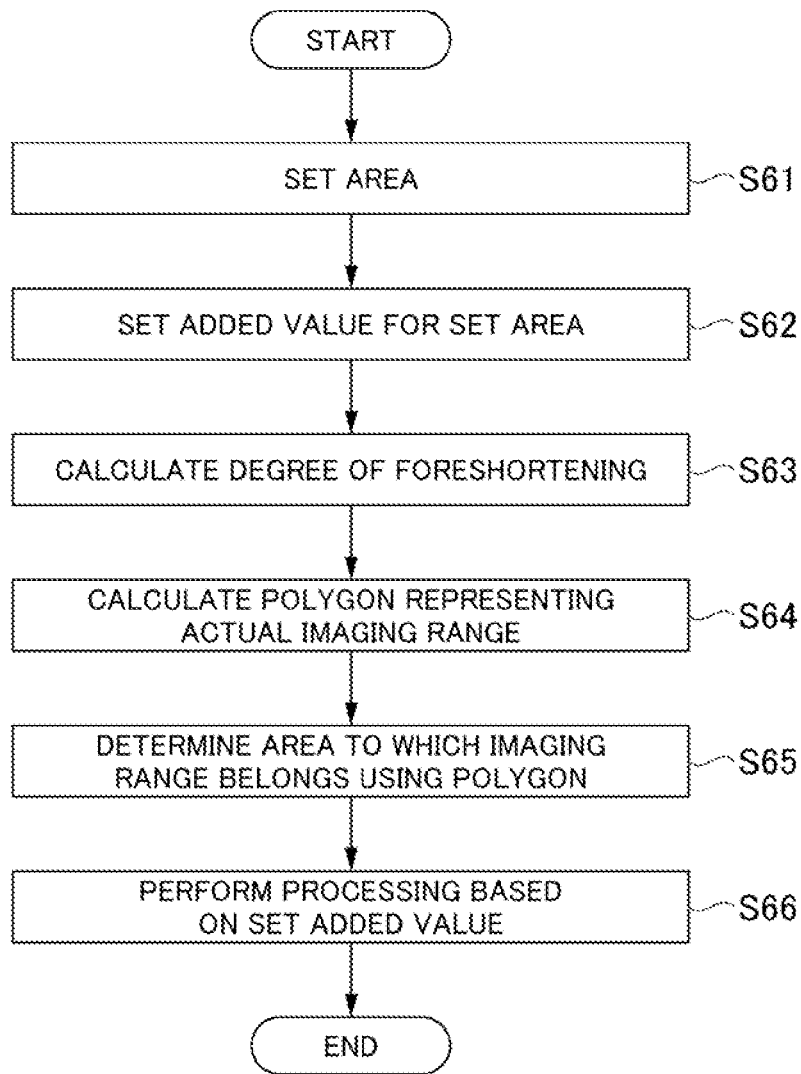 START
SET AREA
S61
SET ADDED VALUE FOR SET AREA
S62
CALCULATE DEGREE OF FORESHORTENING
S63
CALCULATE POLYGON REPRESENTING
ACTUAL IMAGING RANGE
S64
DETERMINE AREA TO WHICH IMAGING
RANGE BELONGS USING POLYGON
S65
PERFORM PROCESSING BASED
ON SET ADDED VALUE
S66
END